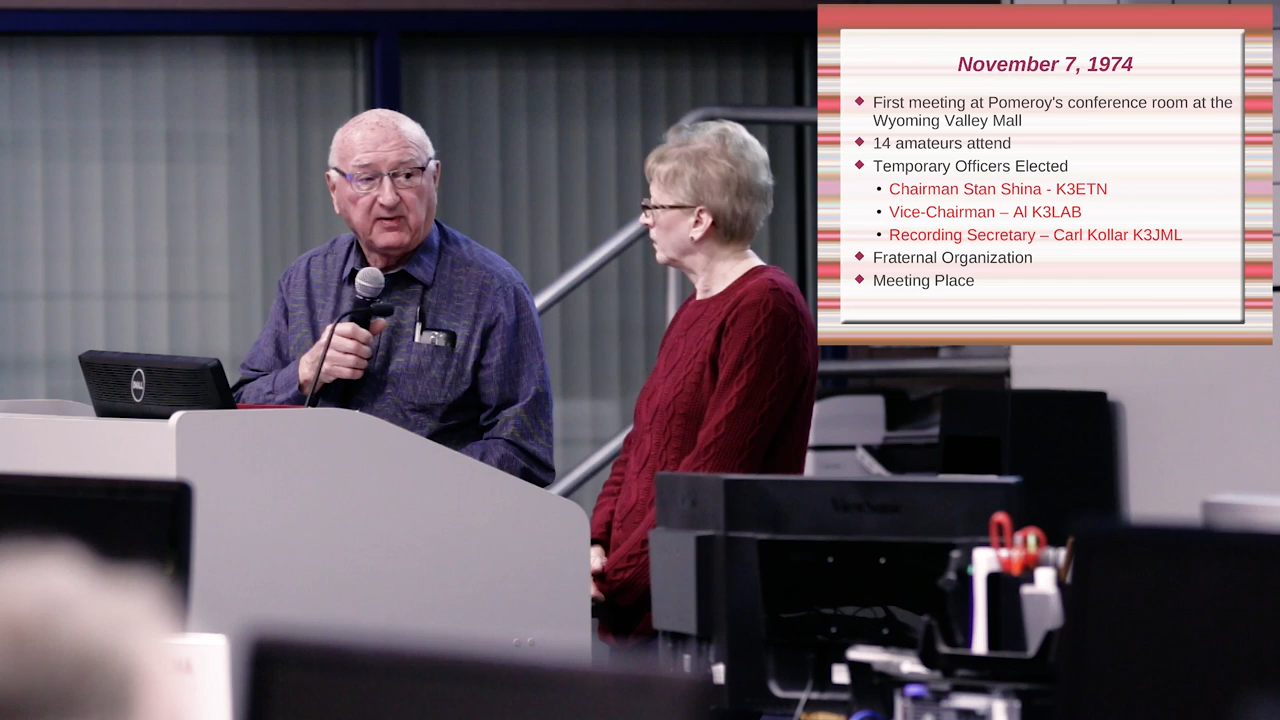 November 7, 1974
First meeting at Pomeroy's conference room at the
Wyoming Valley Mall
14 amateurs attend
Temporary Officers Elected
Chairman Stan Shina - K3ETN
Vice-Chairman – Al K3LAB
Recording Secretary – Carl Kollar K3JML
Fraternal Organization
Meeting Place
DELL
ViewSonic